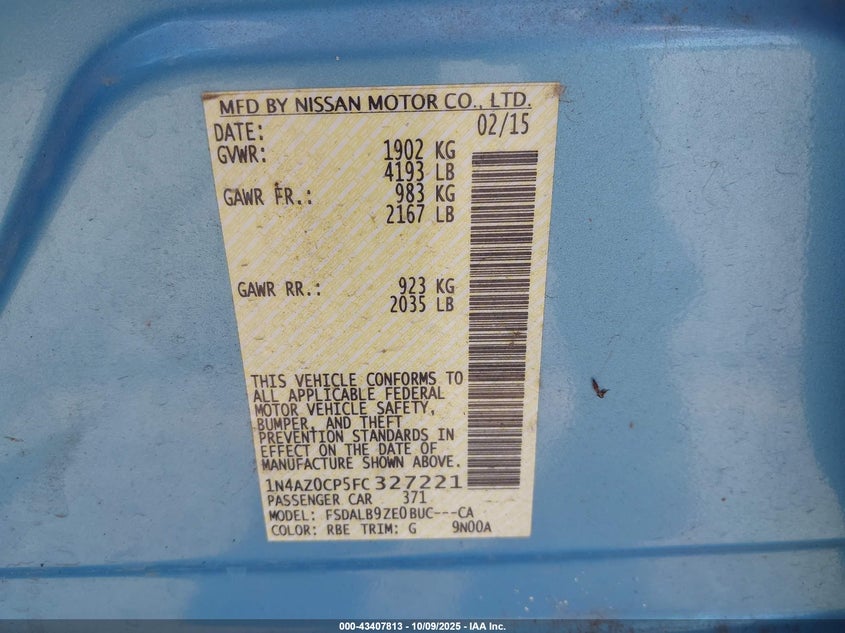 MFD BY NISSAN MOTOR CO., LTD.
DATE: 02/15
GVWR: 1902 KG
4193 LB
GAWR FR.: 983 KG
2167 LB
GAWR RR.: 923 KG
2035 LB
THIS VEHICLE CONFORMS TO
ALL APPLICABLE FEDERAL
MOTOR VEHICLE SAFETY,
BUMPER, AND THEFT
PREVENTION STANDARDS IN
EFFECT ON THE DATE OF
MANUFACTURE SHOWN ABOVE.
1N4AZ0CP5FC 327221
PASSENGER CAR 371
MODEL: FSDALB9ZE0BUC---CA
COLOR: RBE TRIM: G 9N00A
000-43407813 - 10/09/2025 - IAA Inc.